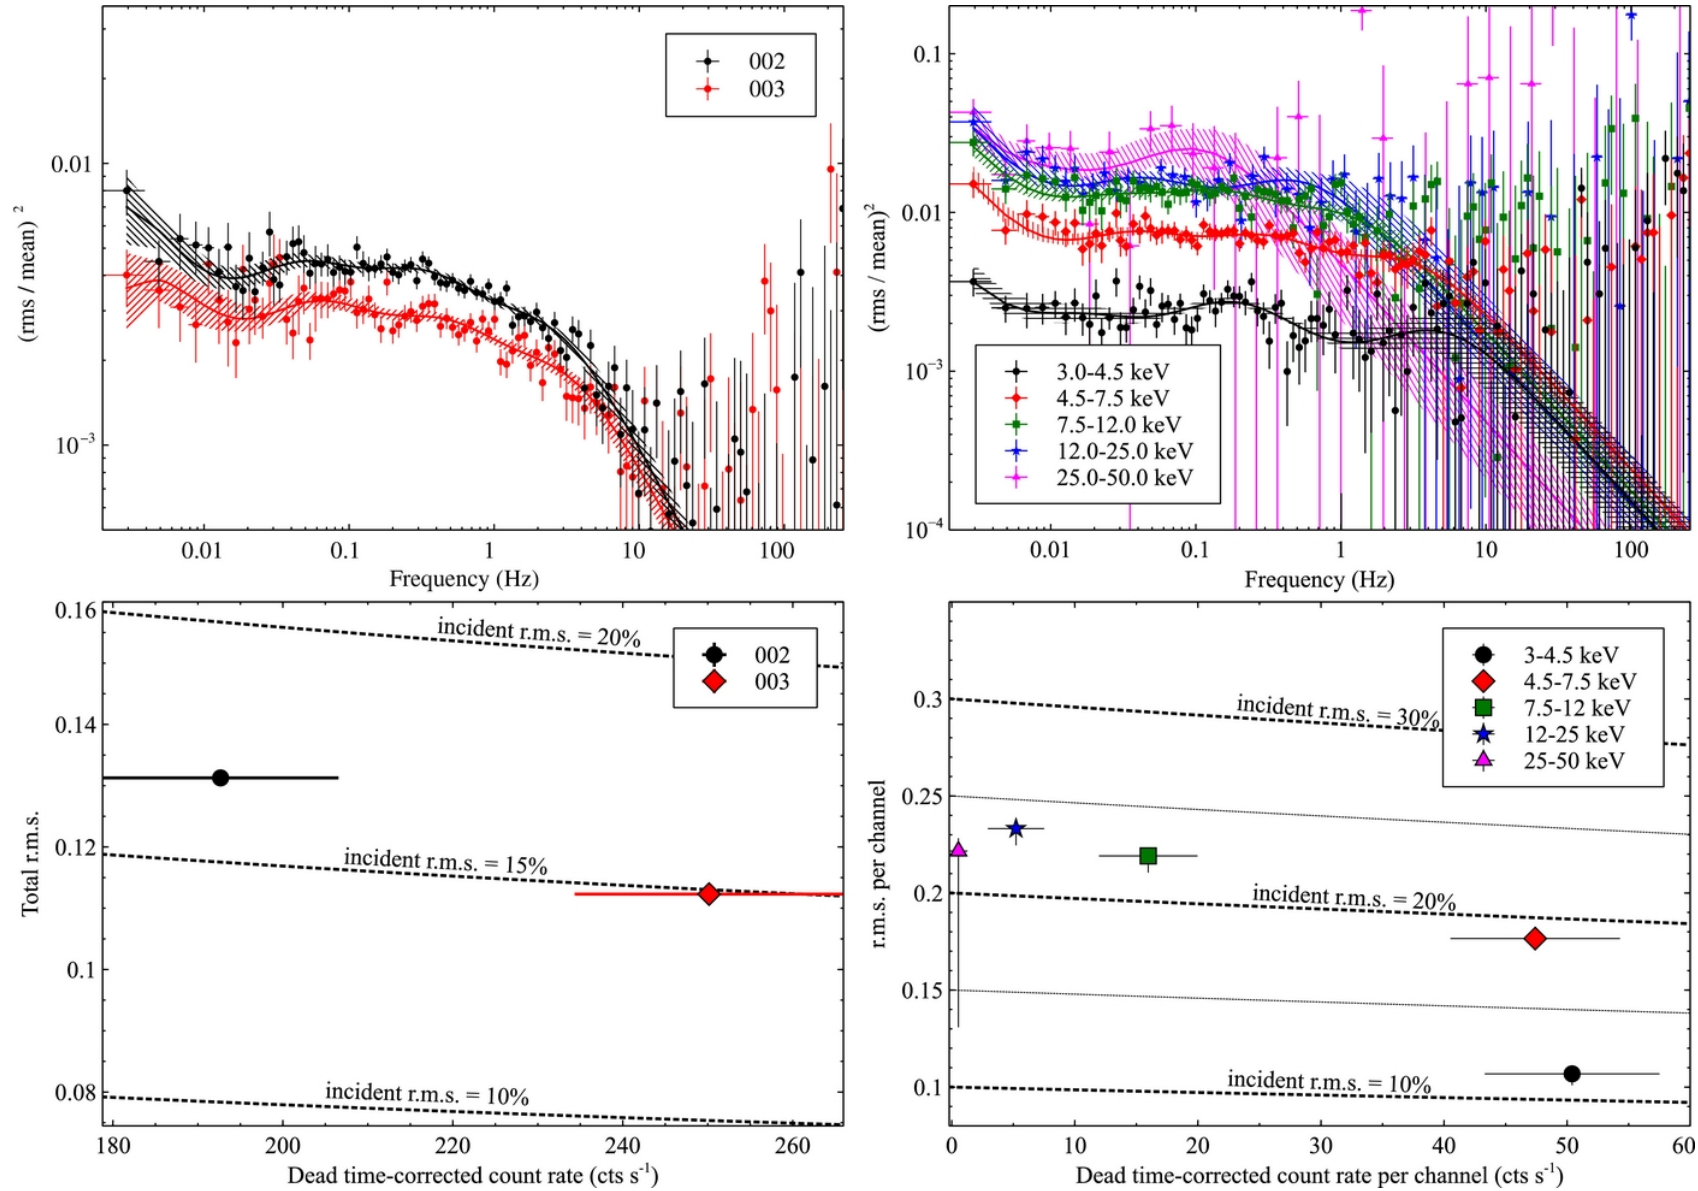 002
003
0.01
10⁻³
(rms / mean)²
0.01
0.1
1
10
100
Frequency (Hz)
0.1
0.01
10⁻³
10⁻⁴
(rms / mean)²
3.0-4.5 keV
4.5-7.5 keV
7.5-12.0 keV
12.0-25.0 keV
25.0-50.0 keV
0.01
0.1
1
10
100
Frequency (Hz)
0.16
0.14
0.12
0.1
0.08
Total r.m.s.
incident r.m.s. = 20%
002
003
incident r.m.s. = 15%
incident r.m.s. = 10%
180
200
220
240
260
Dead time-corrected count rate (cts s⁻¹)
0.3
0.25
0.2
0.15
0.1
r.m.s. per channel
3-4.5 keV
4.5-7.5 keV
7.5-12 keV
12-25 keV
25-50 keV
incident r.m.s. = 30%
incident r.m.s. = 20%
incident r.m.s. = 10%
0
10
20
30
40
50
60
Dead time-corrected count rate per channel (cts s⁻¹)